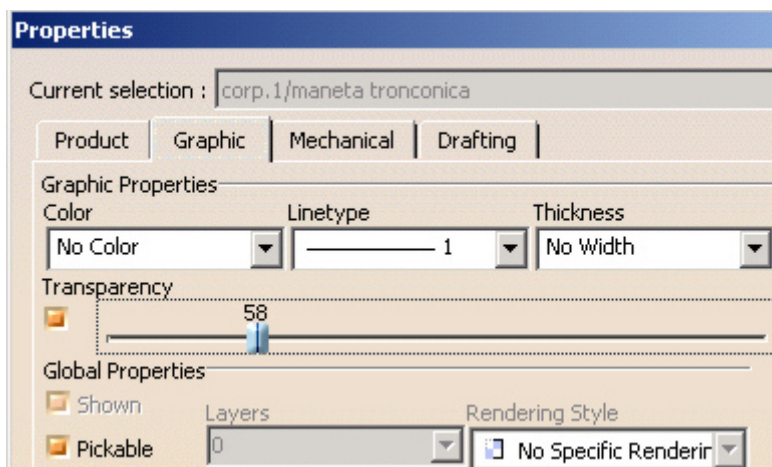 Properties
Current selection : corp.1/maneta tronconica
Product Graphic Mechanical Drafting
Graphic Properties
Color Linetype Thickness
No Color 1 No Width
Transparency
58
Global Properties
Shown Layers Rendering Style
Pickable 0 No Specific Renderir